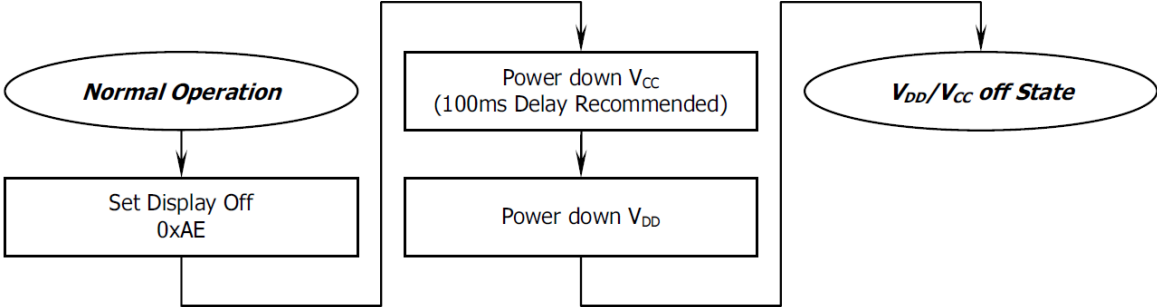 Normal Operation
Set Display Off
0xAE
Power down VCC
(100ms Delay Recommended)
Power down VDD
VDD/VCC off State